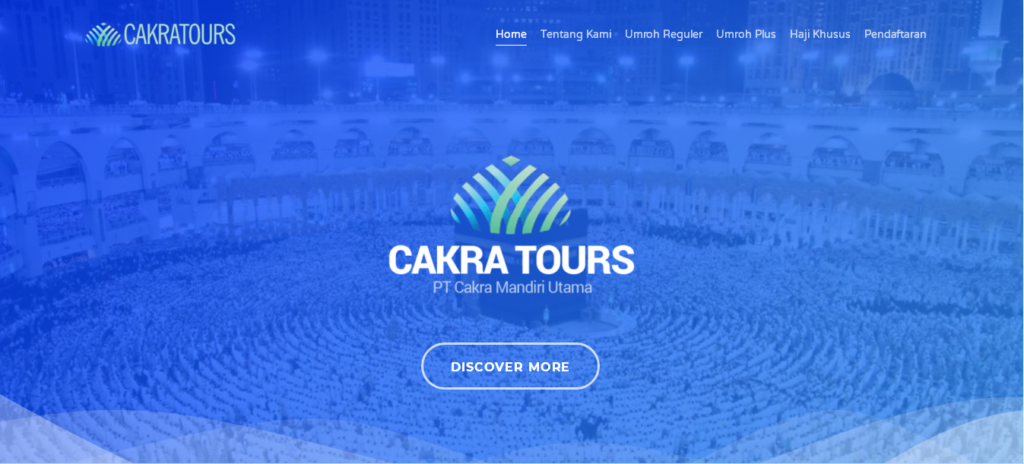 CAKRATOURS
Home Tentang Kami Umroh Reguler Umroh Plus Haji Khusus Pendaftaran
CAKRA TOURS
PT Cakra Mandiri Utama
DISCOVER MORE